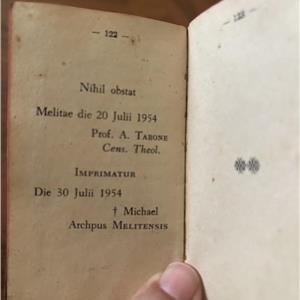 — 122 —
Nihil obstat
Melitae die 20 Julii 1954
Prof. A. TABONE
Cens. Theol.
IMPRIMATUR
Die 30 Julii 1954
† Michael
Archpus MELITENSIS
— 123 —